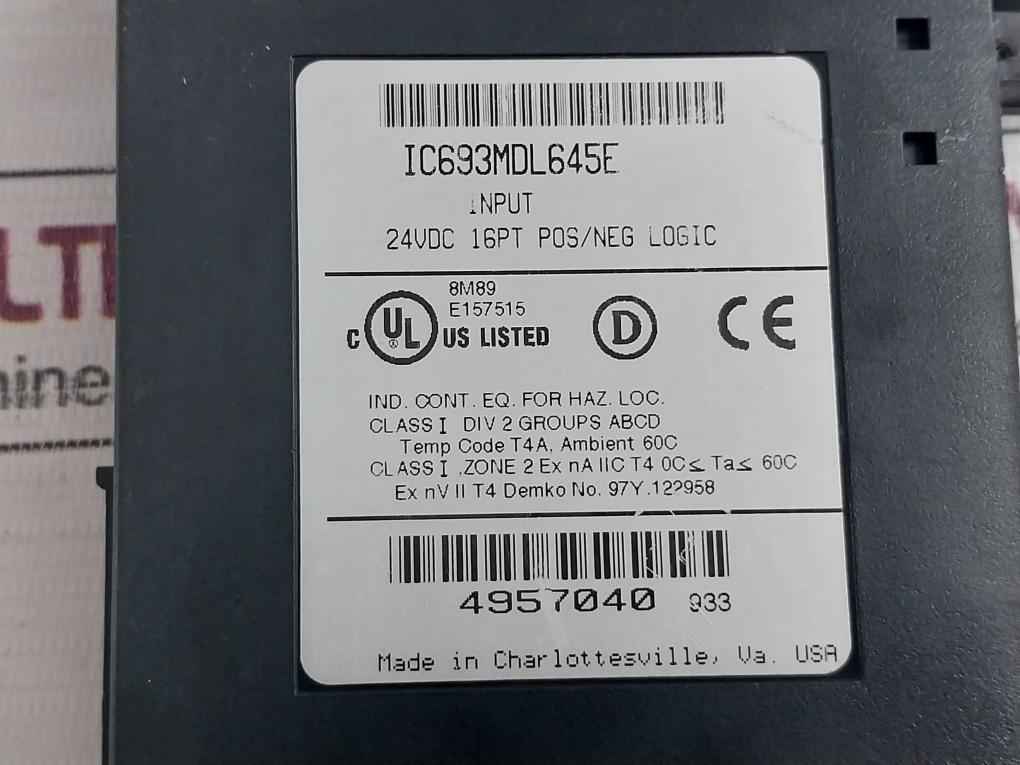 IC693MDL645E
INPUT
24VDC 16PT POS/NEG LOGIC
8M89
E157515
C UL ® US LISTED
D
CE
IND. CONT. EQ. FOR HAZ. LOC.
CLASS I DIV 2 GROUPS ABCD
Temp Code T4A, Ambient 60C
CLASS I ,ZONE 2 Ex nA IIC T4 0C≤ Ta≤ 60C
Ex nV II T4 Demko No. 97Y.122958
4957040 933
Made in Charlottesville, Va. USA